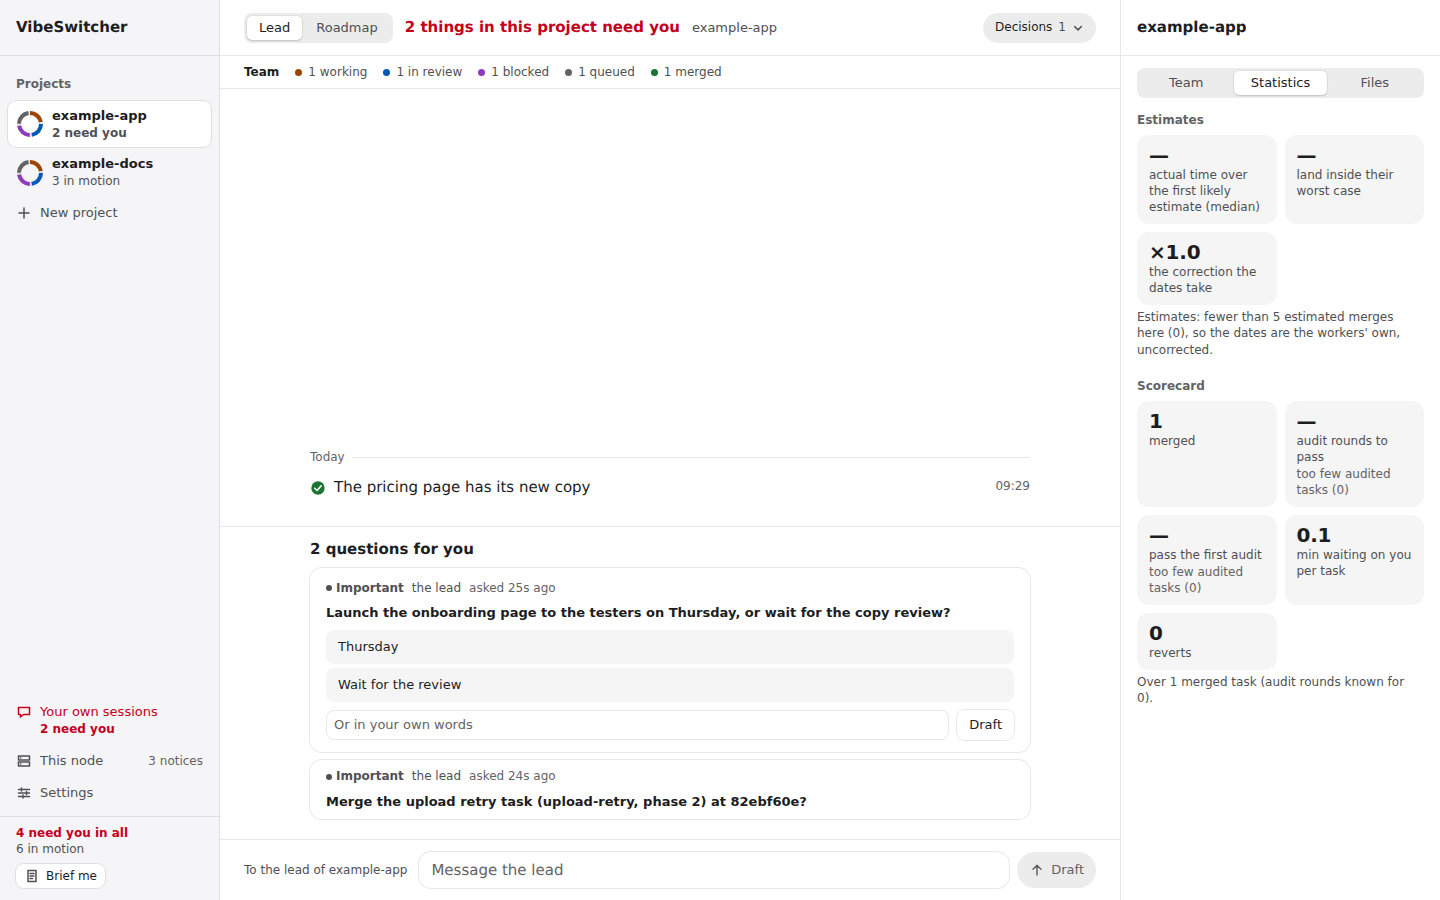 VibeSwitcher
Projects
example-app
2 need you
example-docs
3 in motion
New project
Your own sessions
2 need you
This node
3 notices
Settings
4 need you in all
6 in motion
Brief me
Lead
Roadmap
2 things in this project need you
example-app
Decisions 1
Team
1 working
1 in review
1 blocked
1 queued
1 merged
Today
The pricing page has its new copy
09:29
2 questions for you
Important the lead asked 25s ago
Launch the onboarding page to the testers on Thursday, or wait for the copy review?
Thursday
Wait for the review
Or in your own words
Draft
Important the lead asked 24s ago
Merge the upload retry task (upload-retry, phase 2) at 82ebf60e?
To the lead of example-app
Message the lead
Draft
example-app
Team
Statistics
Files
Estimates
—
actual time over
the first likely
estimate (median)
—
land inside their
worst case
×1.0
the correction the
dates take
Estimates: fewer than 5 estimated merges
here (0), so the dates are the workers' own,
uncorrected.
Scorecard
1
merged
—
audit rounds to
pass
too few audited
tasks (0)
—
pass the first audit
too few audited
tasks (0)
0.1
min waiting on you
per task
0
reverts
Over 1 merged task (audit rounds known for
0).